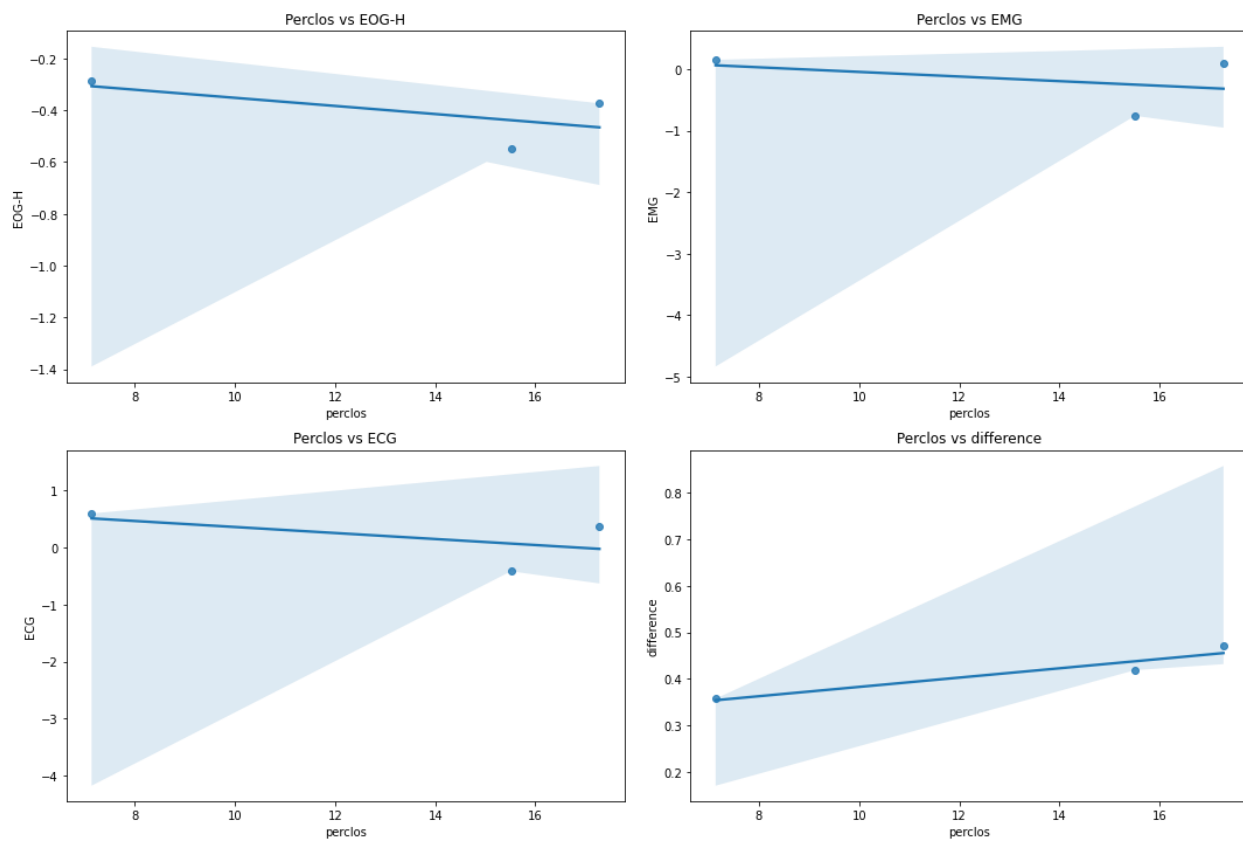 Perclos vs EOG-H
−0.2
−0.4
−0.6
−0.8
−1.0
−1.2
−1.4
EOG-H
8 10 12 14 16
perclos
Perclos vs EMG
0
−1
−2
−3
−4
−5
EMG
8 10 12 14 16
perclos
Perclos vs ECG
1
0
−1
−2
−3
−4
ECG
8 10 12 14 16
perclos
Perclos vs difference
0.8
0.7
0.6
0.5
0.4
0.3
0.2
difference
8 10 12 14 16
perclos